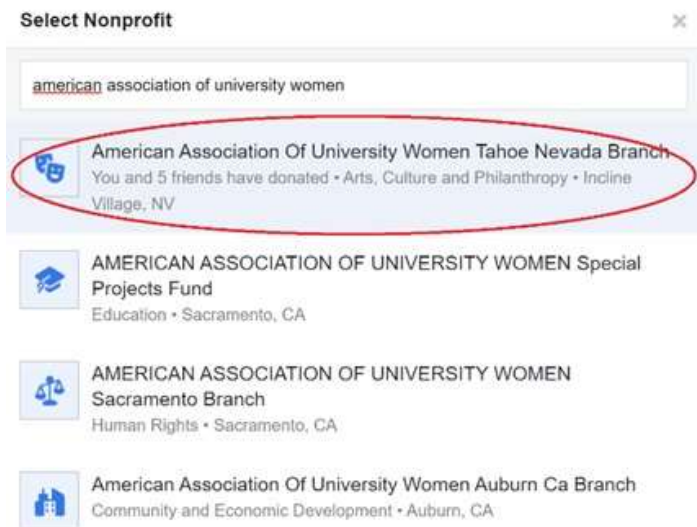 Select Nonprofit
american association of university women
American Association Of University Women Tahoe Nevada Branch
You and 5 friends have donated • Arts, Culture and Philanthropy • Incline
Village, NV
AMERICAN ASSOCIATION OF UNIVERSITY WOMEN Special
Projects Fund
Education • Sacramento, CA
AMERICAN ASSOCIATION OF UNIVERSITY WOMEN
Sacramento Branch
Human Rights • Sacramento, CA
American Association Of University Women Auburn Ca Branch
Community and Economic Development • Auburn, CA